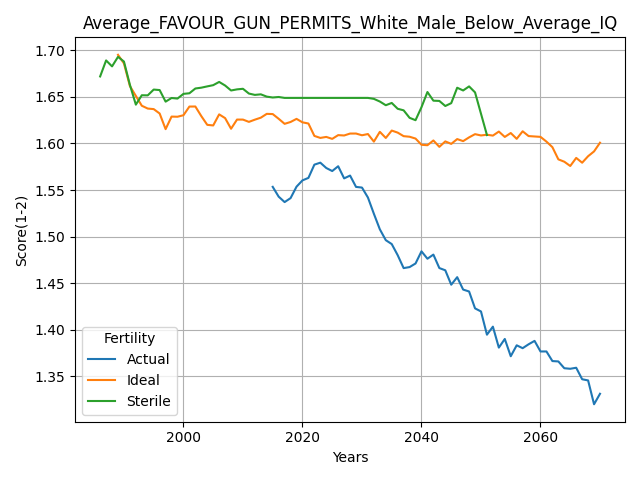 Average_FAVOUR_GUN_PERMITS_White_Male_Below_Average_IQ
Score(1-2)
1.70
1.65
1.60
1.55
1.50
1.45
1.40
1.35
Fertility
Actual
Ideal
Sterile
2000
2020
2040
2060
Years